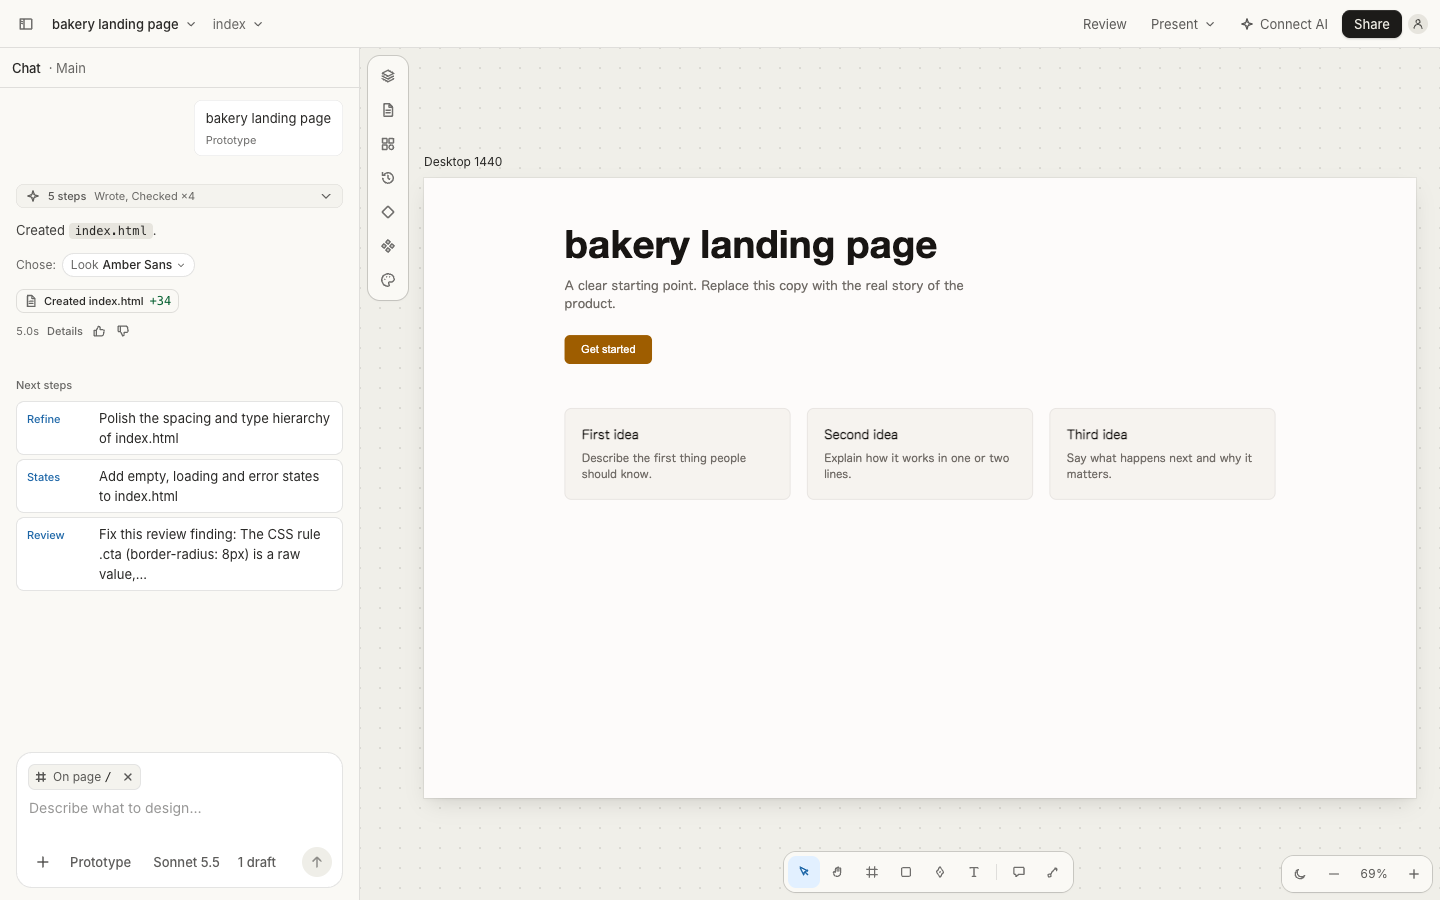 bakery landing page
index
Review
Present
Connect AI
Share
Chat · Main
bakery landing page
Prototype
5 steps Wrote, Checked ×4
Created index.html.
Chose: Look Amber Sans
Created index.html +34
5.0s Details
Next steps
Refine
Polish the spacing and type hierarchy
of index.html
States
Add empty, loading and error states
to index.html
Review
Fix this review finding: The CSS rule
.cta (border-radius: 8px) is a raw
value,...
On page /
Describe what to design...
Prototype
Sonnet 5.5
1 draft
Desktop 1440
bakery landing page
A clear starting point. Replace this copy with the real story of the
product.
Get started
First idea
Describe the first thing people
should know.
Second idea
Explain how it works in one or two
lines.
Third idea
Say what happens next and why it
matters.
69%